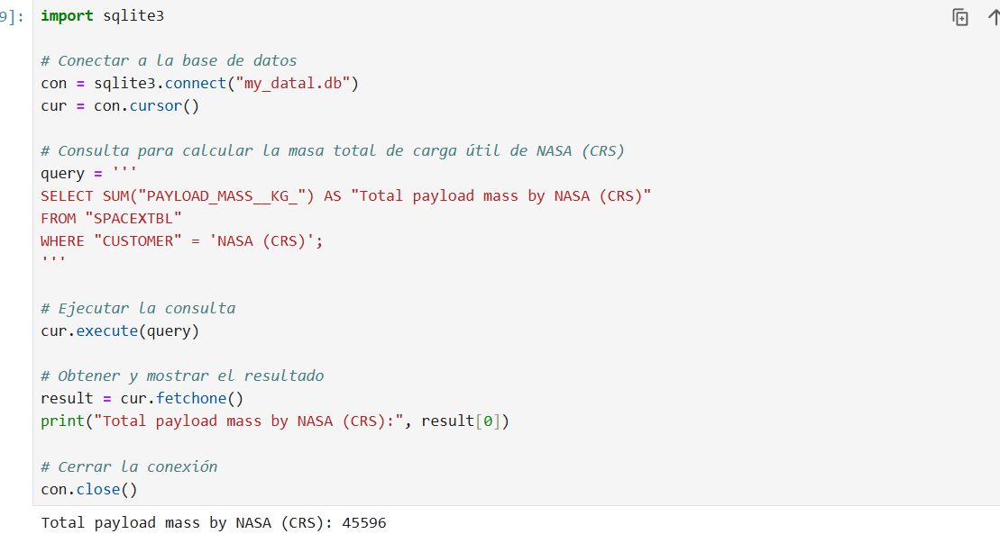 9]:
import sqlite3
# Conectar a la base de datos
con = sqlite3.connect("my_datal.db")
cur = con.cursor()
# Consulta para calcular la masa total de carga útil de NASA (CRS)
query = '''
SELECT SUM("PAYLOAD_MASS__KG_") AS "Total payload mass by NASA (CRS)"
FROM "SPACEXTBL"
WHERE "CUSTOMER" = 'NASA (CRS)';
'''
# Ejecutar la consulta
cur.execute(query)
# Obtener y mostrar el resultado
result = cur.fetchone()
print("Total payload mass by NASA (CRS):", result[0])
# Cerrar la conexión
con.close()
Total payload mass by NASA (CRS): 45596